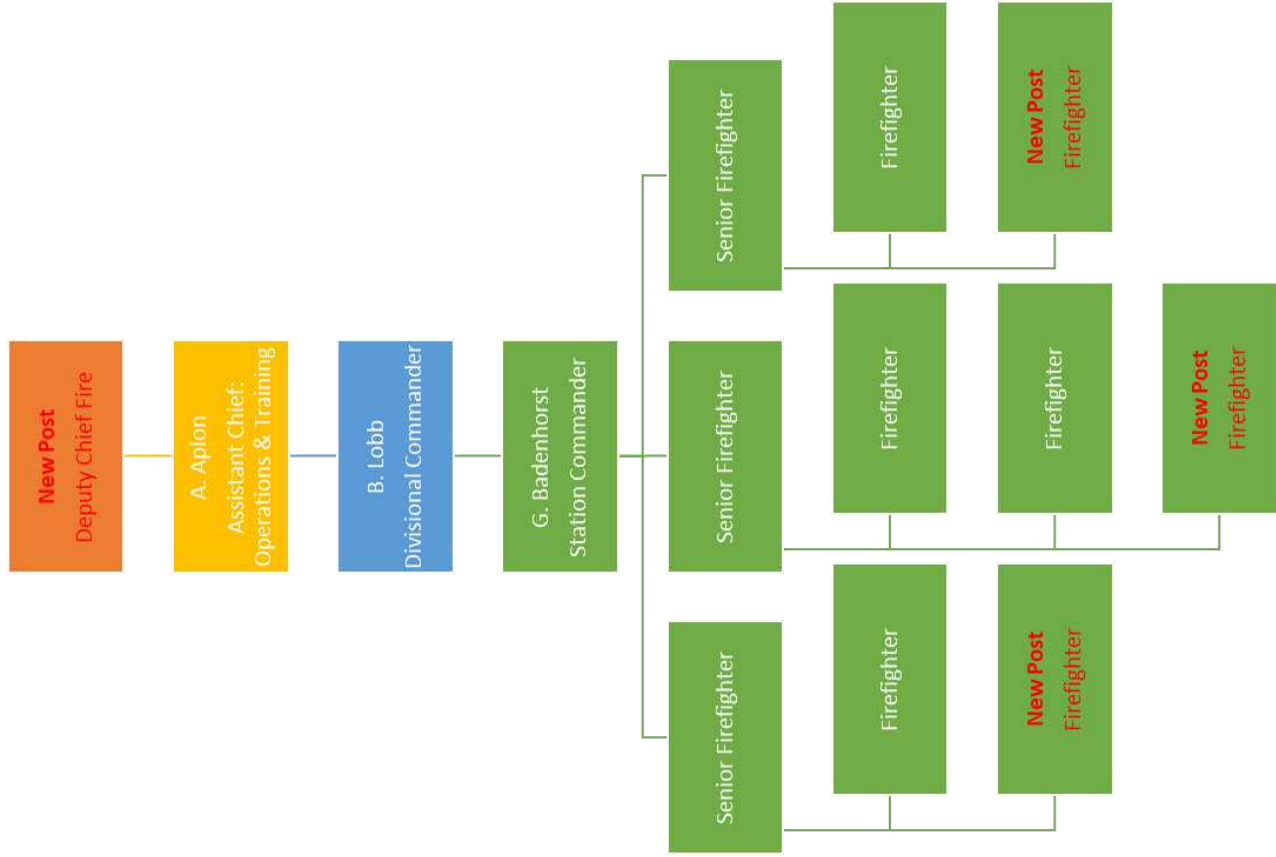 New Post
Deputy Chief Fire
A. Aplon
Assistant Chief:
Operations & Training
B. Lobb
Divisional Commander
G. Badenhorst
Station Commander
Senior Firefighter
Firefighter
New Post
Firefighter
Senior Firefighter
Firefighter
Firefighter
New Post
Firefighter
Senior Firefighter
Firefighter
New Post
Firefighter